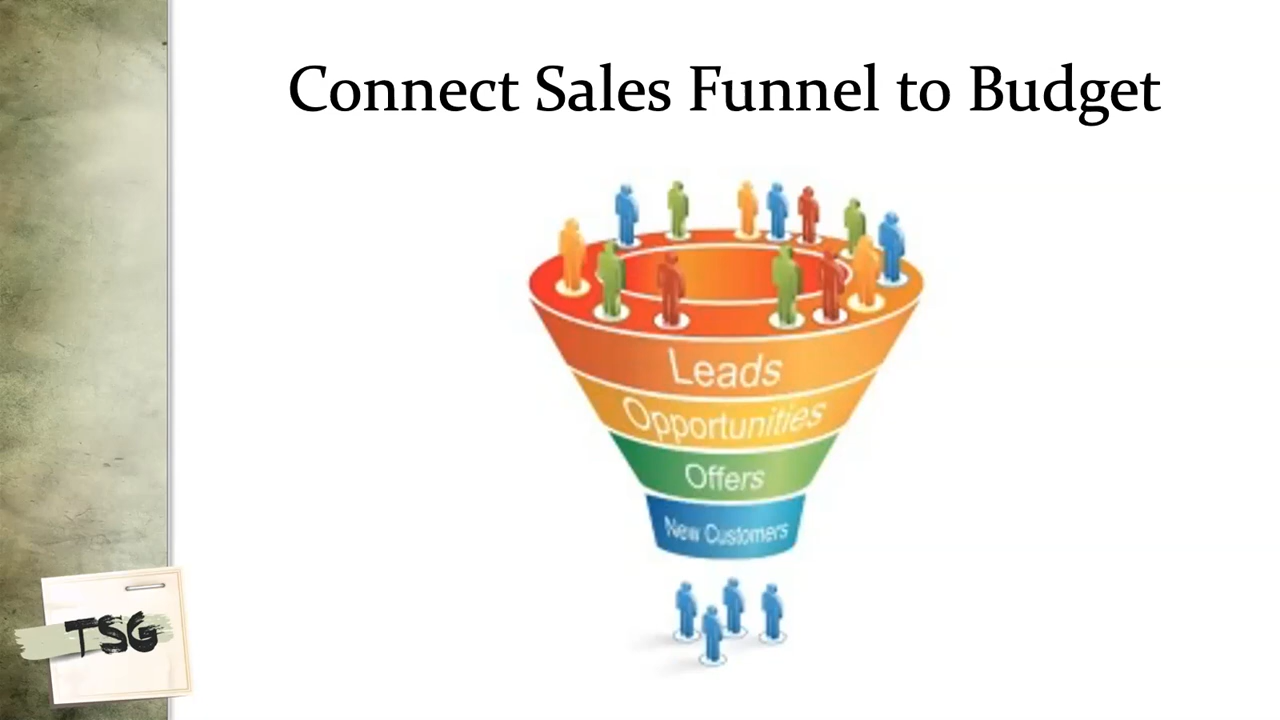 Connect Sales Funnel to Budget
Leads
Opportunities
Offers
New Customers
TSG